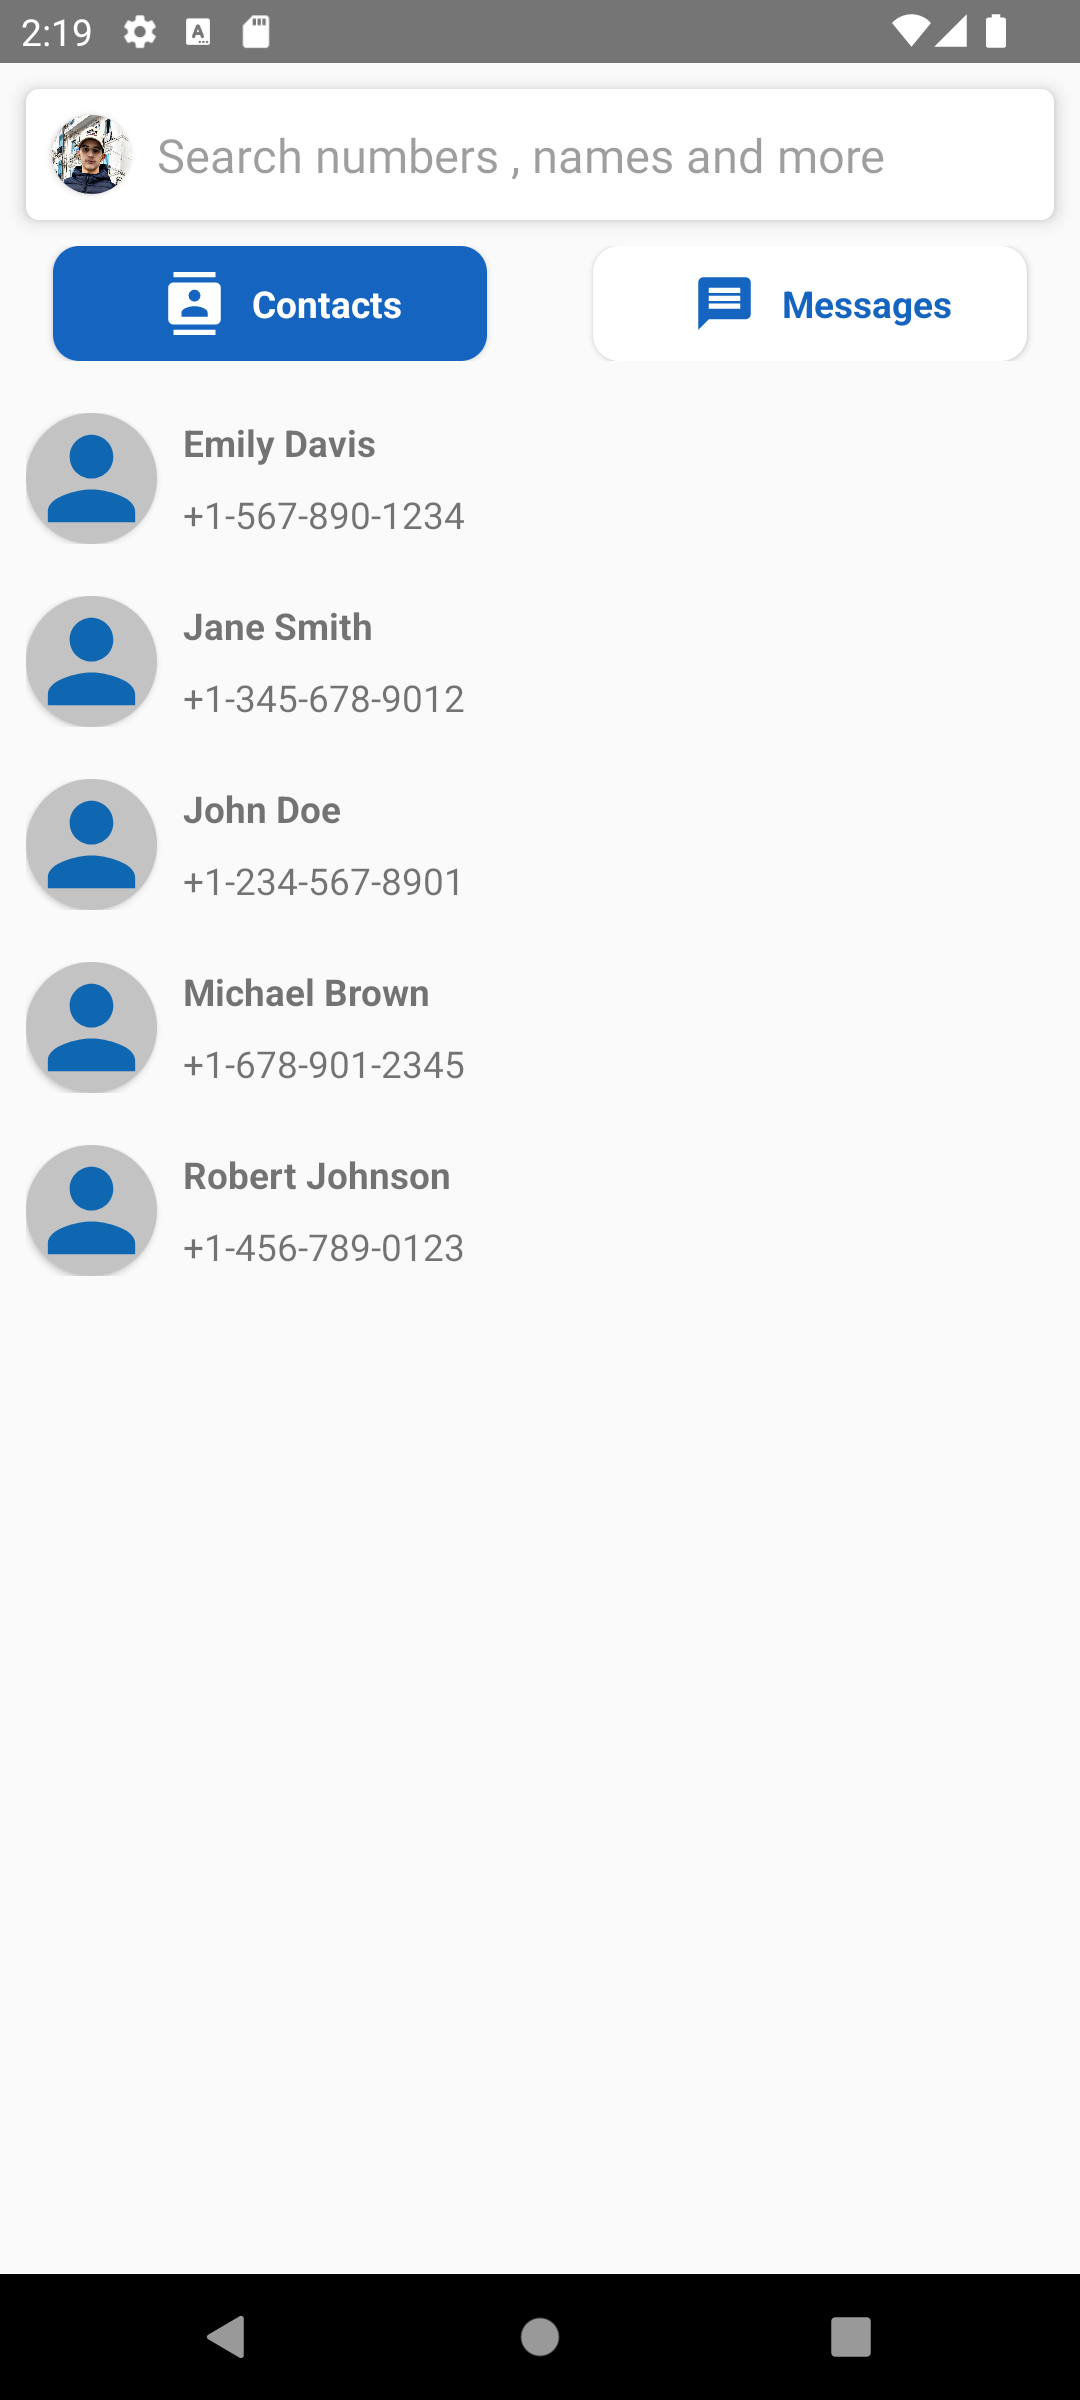 2:19
Search numbers , names and more
Contacts
Messages
Emily Davis
+1-567-890-1234
Jane Smith
+1-345-678-9012
John Doe
+1-234-567-8901
Michael Brown
+1-678-901-2345
Robert Johnson
+1-456-789-0123